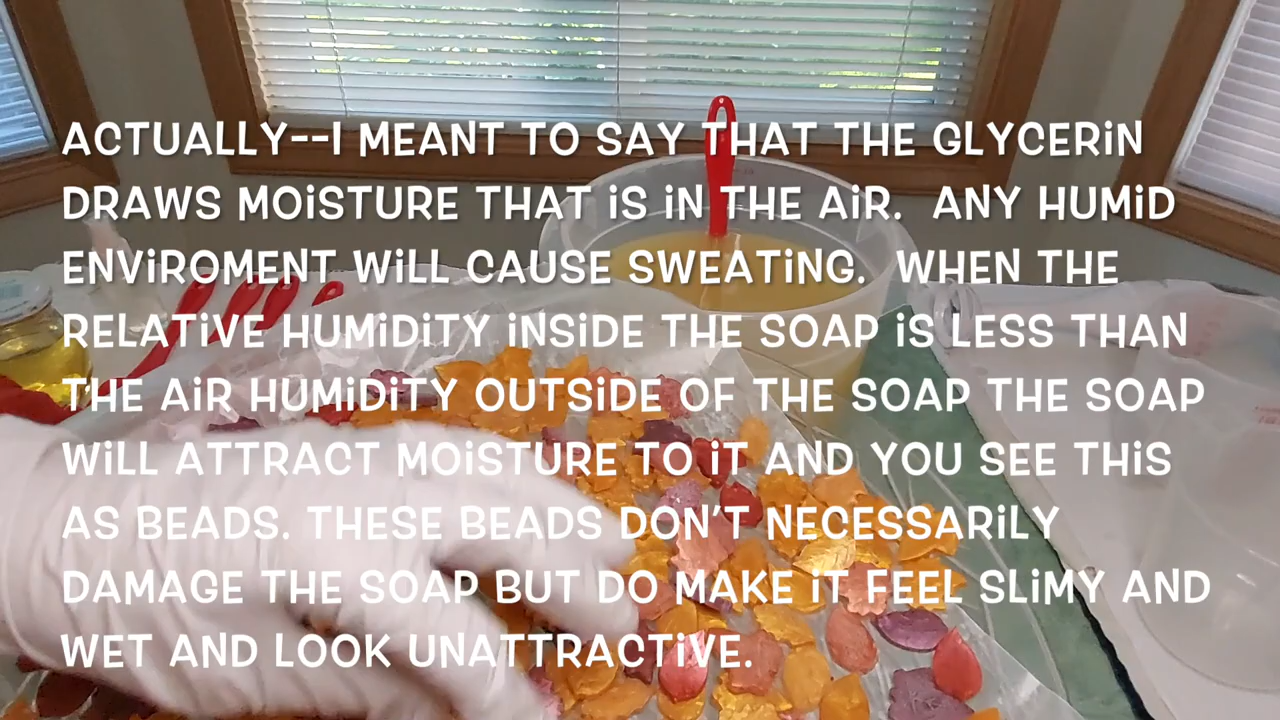 ACTUALLY--I MEANT TO SAY THAT THE GLYCERIN
DRAWS MOISTURE THAT IS IN THE AIR.  ANY HUMID
ENVIROMENT WILL CAUSE SWEATING.  WHEN THE
RELATIVE HUMIDITY INSIDE THE SOAP IS LESS THAN
THE AIR HUMIDITY OUTSIDE OF THE SOAP THE SOAP
WILL ATTRACT MOISTURE TO IT AND YOU SEE THIS
AS BEADS. THESE BEADS DON'T NECESSARILY
DAMAGE THE SOAP BUT DO MAKE IT FEEL SLIMY AND
WET AND LOOK UNATTRACTIVE.